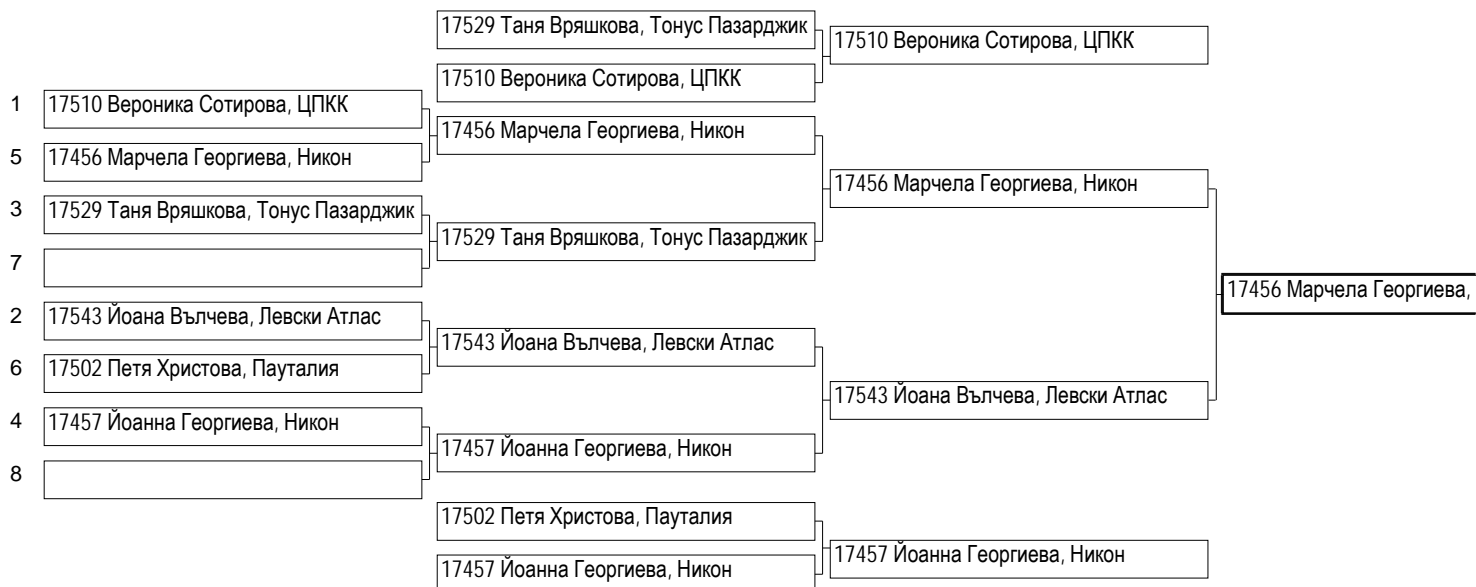 17529 Таня Вряшкова, Тонус Пазарджик
17510 Вероника Сотирова, ЦПКК
17510 Вероника Сотирова, ЦПКК
1 17510 Вероника Сотирова, ЦПКК
17456 Марчела Георгиева, Никон
5 17456 Марчела Георгиева, Никон
17456 Марчела Георгиева, Никон
3 17529 Таня Вряшкова, Тонус Пазарджик
17529 Таня Вряшкова, Тонус Пазарджик
7
17456 Марчела Георгиева,
2 17543 Йоана Вълчева, Левски Атлас
17543 Йоана Вълчева, Левски Атлас
6 17502 Петя Христова, Пауталия
17543 Йоана Вълчева, Левски Атлас
4 17457 Йоанна Георгиева, Никон
17457 Йоанна Георгиева, Никон
8
17502 Петя Христова, Пауталия
17457 Йоанна Георгиева, Никон
17457 Йоанна Георгиева, Никон